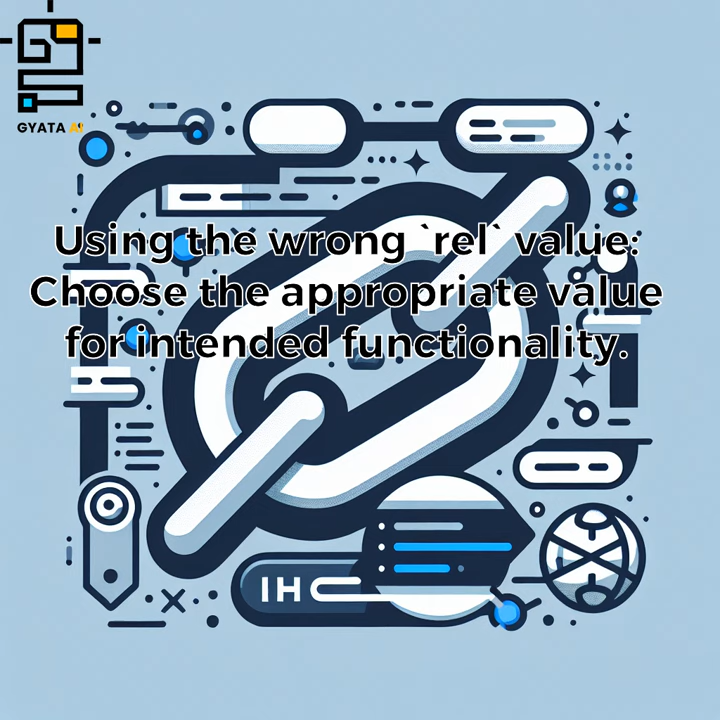 GYATA AI
Using the wrong `rel` value:
Choose the appropriate value
for intended functionality.
IH